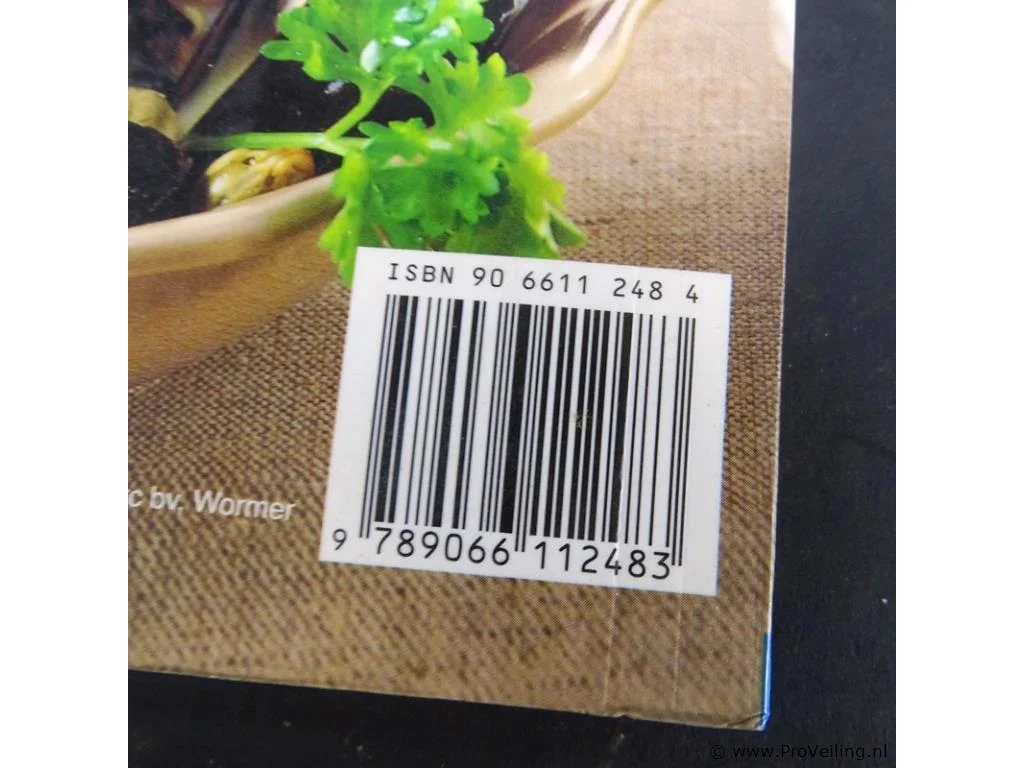 ISBN 90 6611 248 4
c bv, Wormer
9 789066 112483
© www.ProVeiling.nl